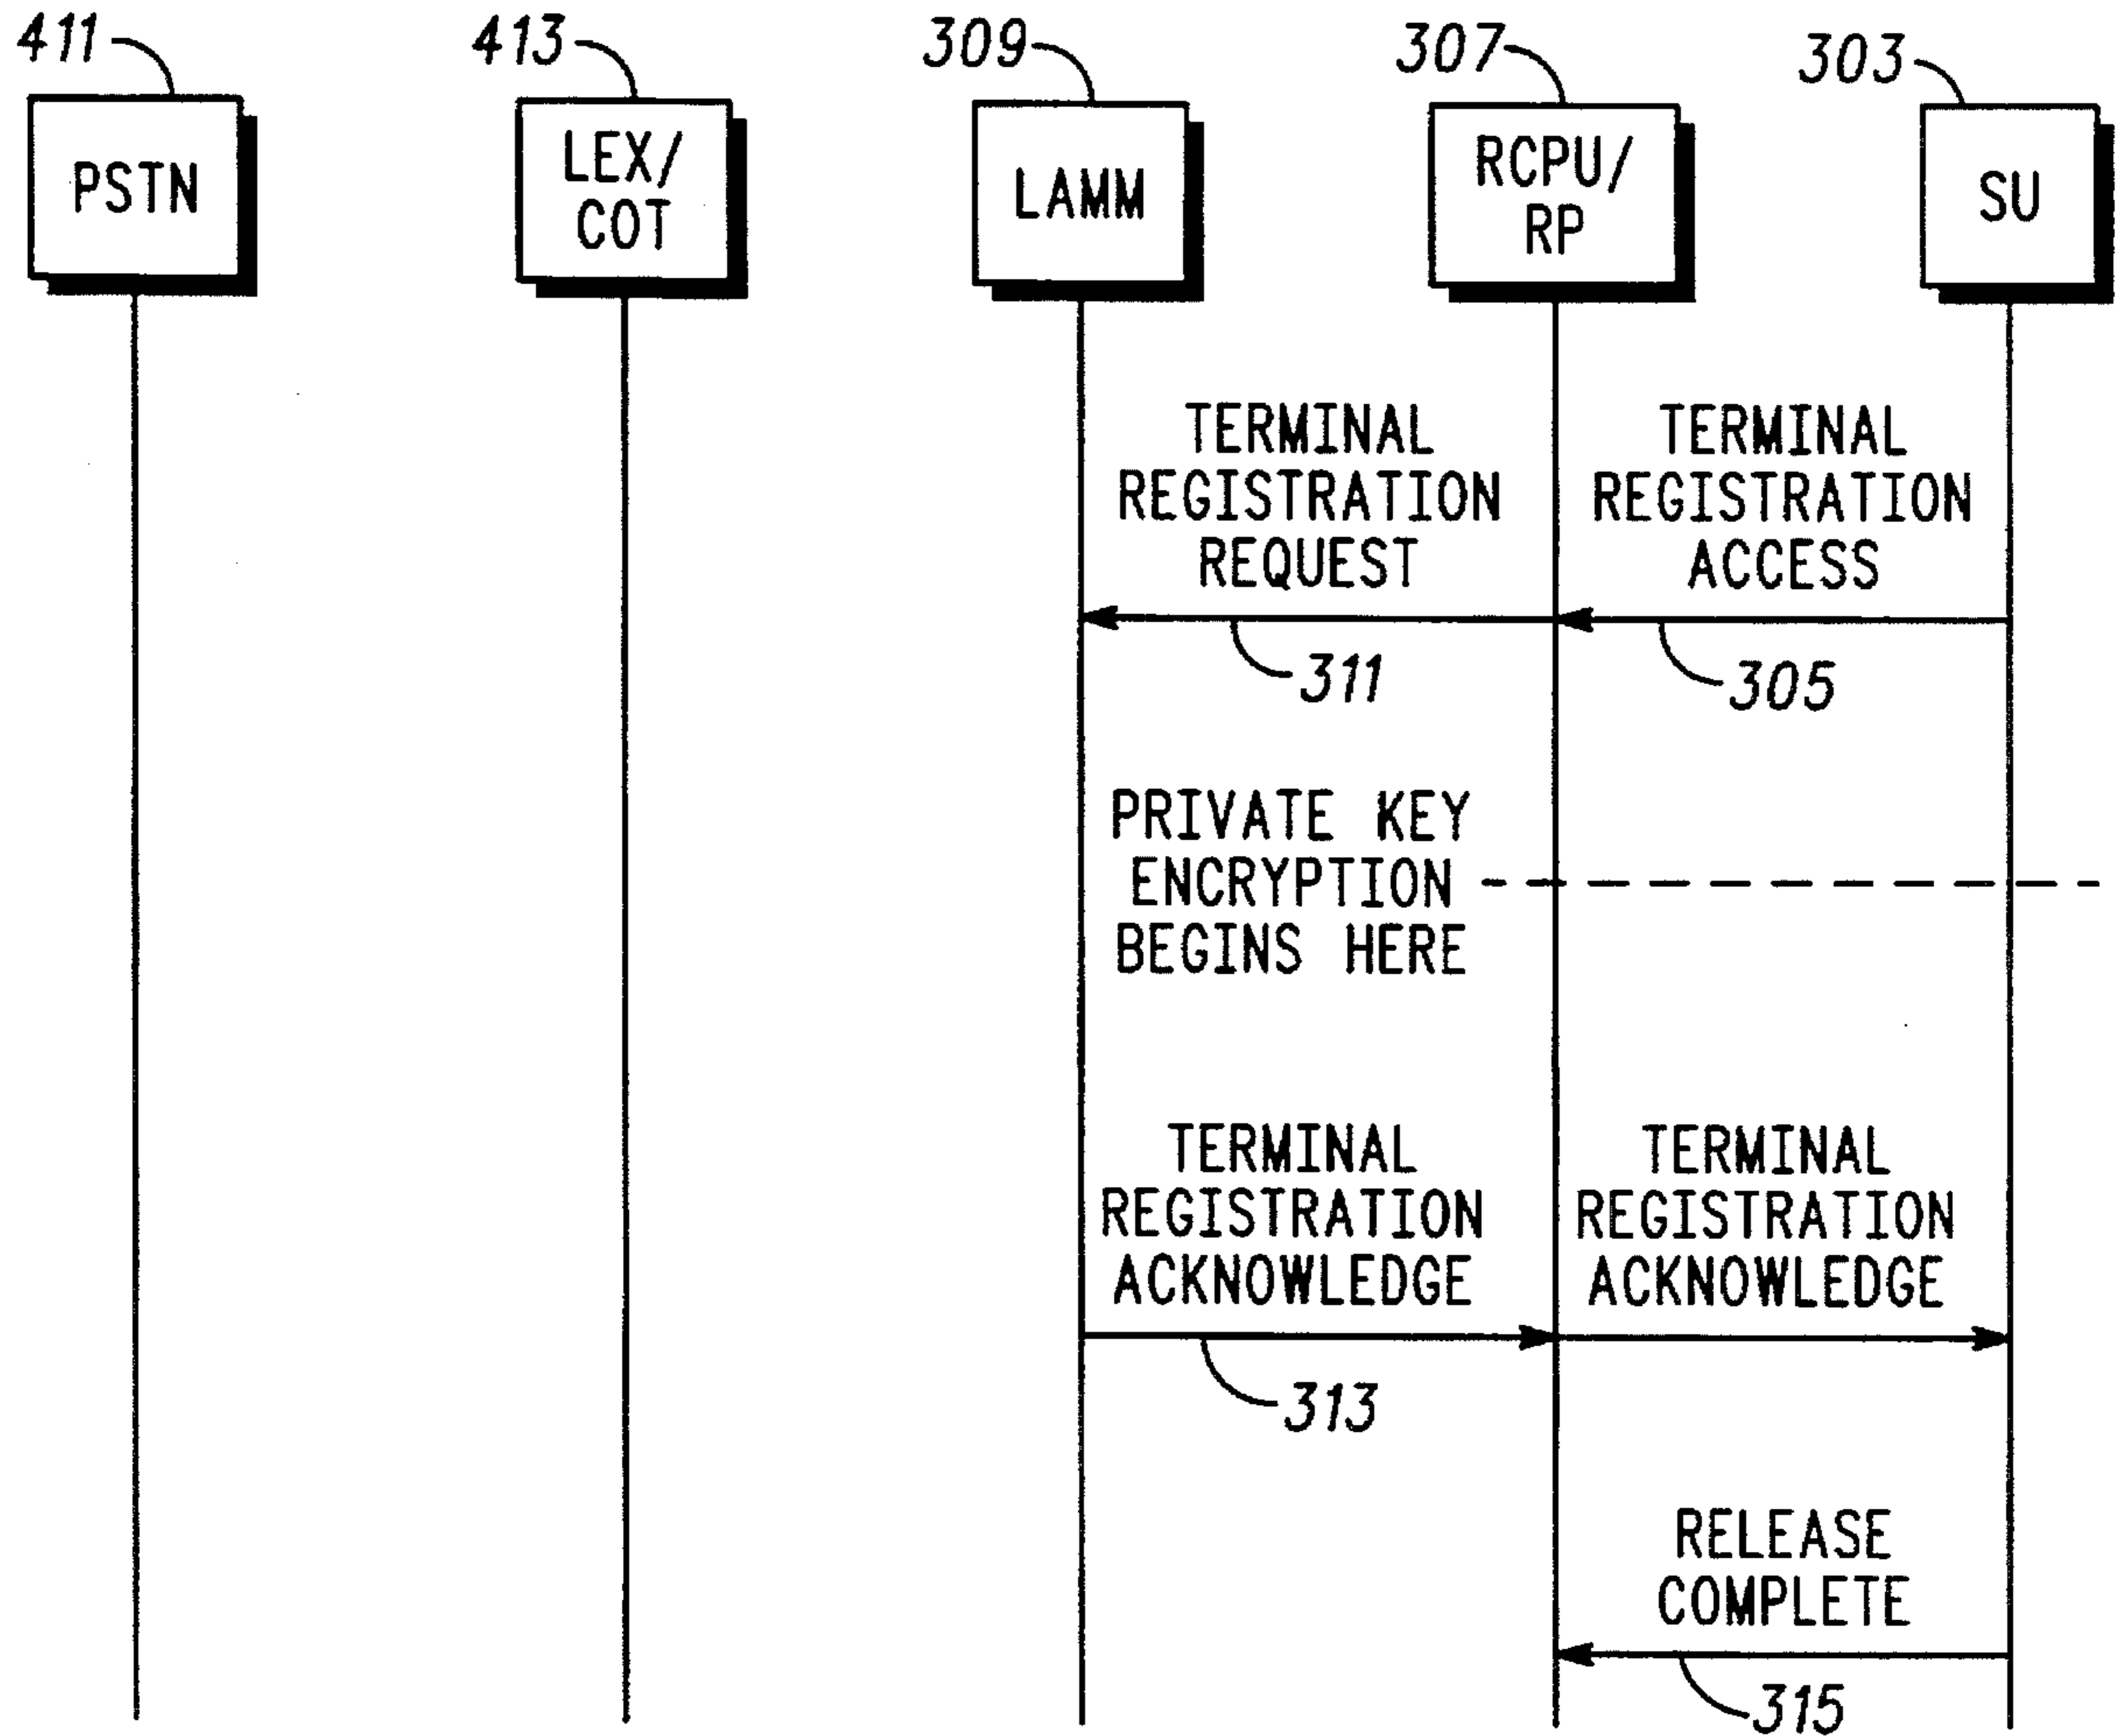 411
413
309
307
303
PSTN
LEX/
COT
LAMM
RCPU/
RP
SU
TERMINAL
REGISTRATION
REQUEST
TERMINAL
REGISTRATION
ACCESS
311
305
PRIVATE KEY
ENCRYPTION
BEGINS HERE
TERMINAL
REGISTRATION
ACKNOWLEDGE
TERMINAL
REGISTRATION
ACKNOWLEDGE
313
RELEASE
COMPLETE
315